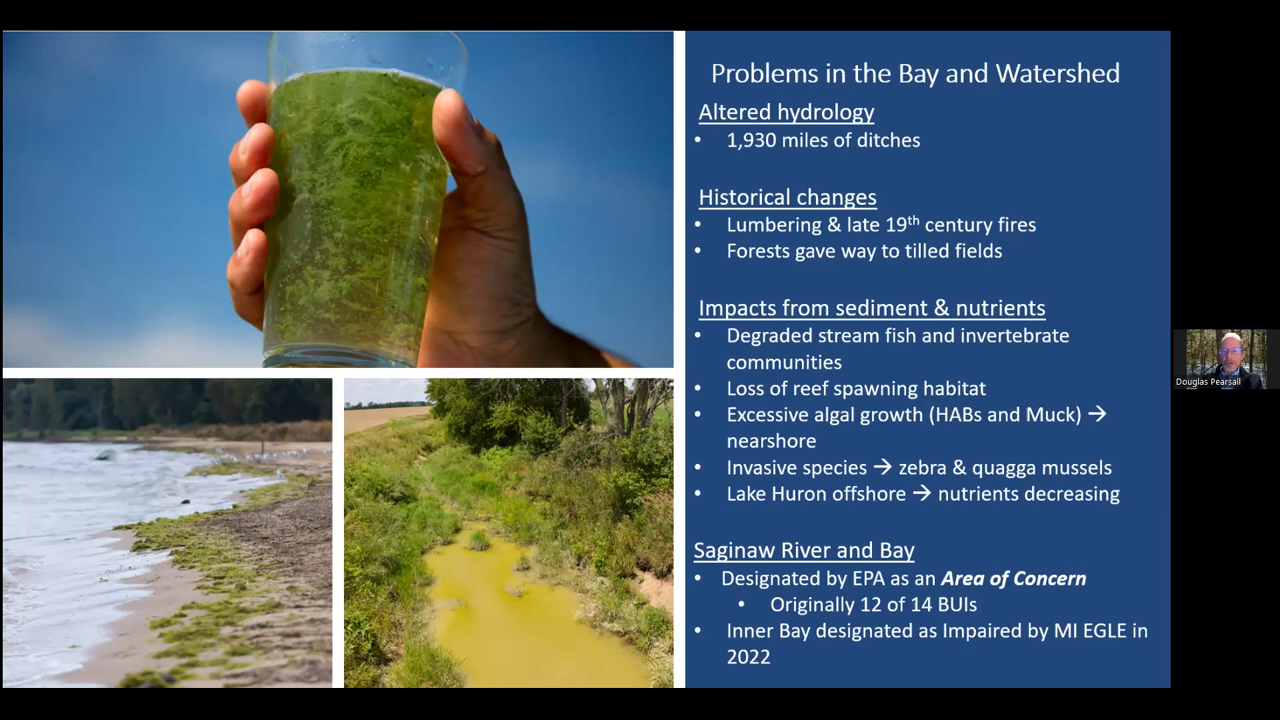 Problems in the Bay and Watershed
Altered hydrology
• 1,930 miles of ditches
Historical changes
• Lumbering & late 19th century fires
• Forests gave way to tilled fields
Impacts from sediment & nutrients
• Degraded stream fish and invertebrate
communities
• Loss of reef spawning habitat
• Excessive algal growth (HABs and Muck) →
nearshore
• Invasive species → zebra & quagga mussels
• Lake Huron offshore → nutrients decreasing
Saginaw River and Bay
• Designated by EPA as an Area of Concern
• Originally 12 of 14 BUIs
• Inner Bay designated as Impaired by MI EGLE in
2022
Douglas Pearsall